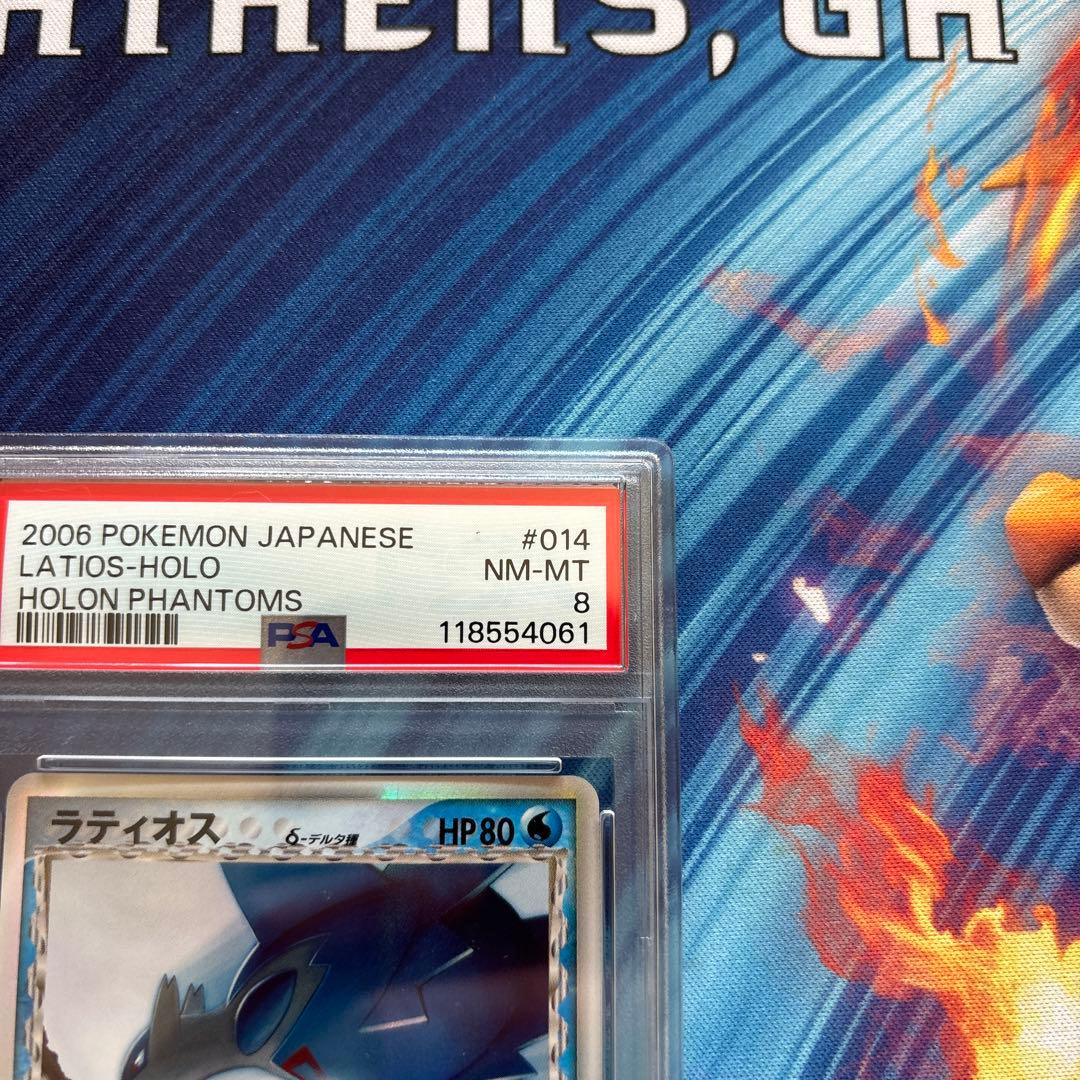 ATHENS, GA
2006 POKEMON JAPANESE #014
LATIOS-HOLO NM-MT
HOLON PHANTOMS 8
PSA 118554061
ラティオス δ-デルタ種 HP80